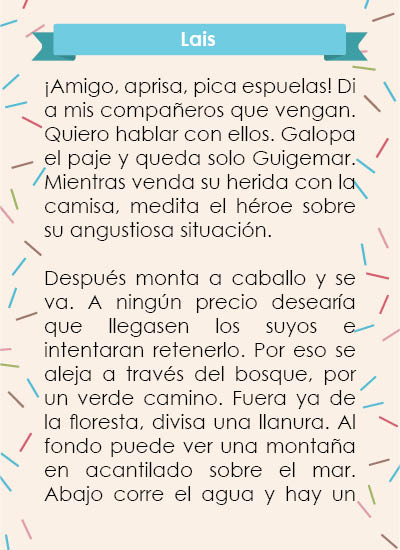 Lais
¡Amigo, aprisa, pica espuelas! Di
a mis compañeros que vengan.
Quiero hablar con ellos. Galopa
el paje y queda solo Guigemar.
Mientras venda su herida con la
camisa, medita el héroe sobre
su angustiosa situación.
Después monta a caballo y se
va. A ningún precio desearía
que llegasen los suyos e
intentaran retenerlo. Por eso se
aleja a través del bosque, por
un verde camino. Fuera ya de
la floresta, divisa una llanura. Al
fondo puede ver una montaña
en acantilado sobre el mar.
Abajo corre el agua y hay un